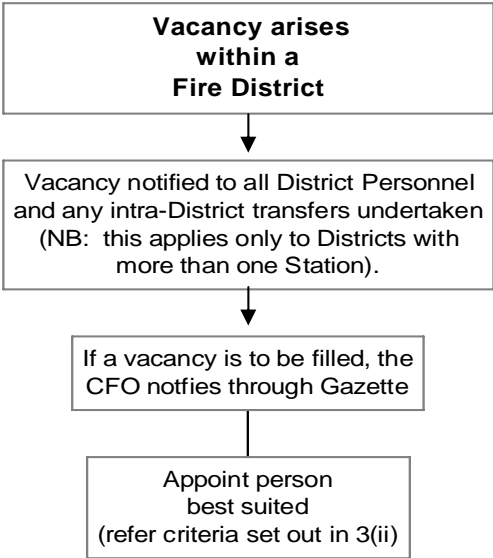 Vacancy arises
within a
Fire District
Vacancy notified to all District Personnel
and any intra-District transfers undertaken
(NB: this applies only to Districts with
more than one Station).
If a vacancy is to be filled, the
CFO notfies through Gazette
Appoint person
best suited
(refer criteria set out in 3(ii)